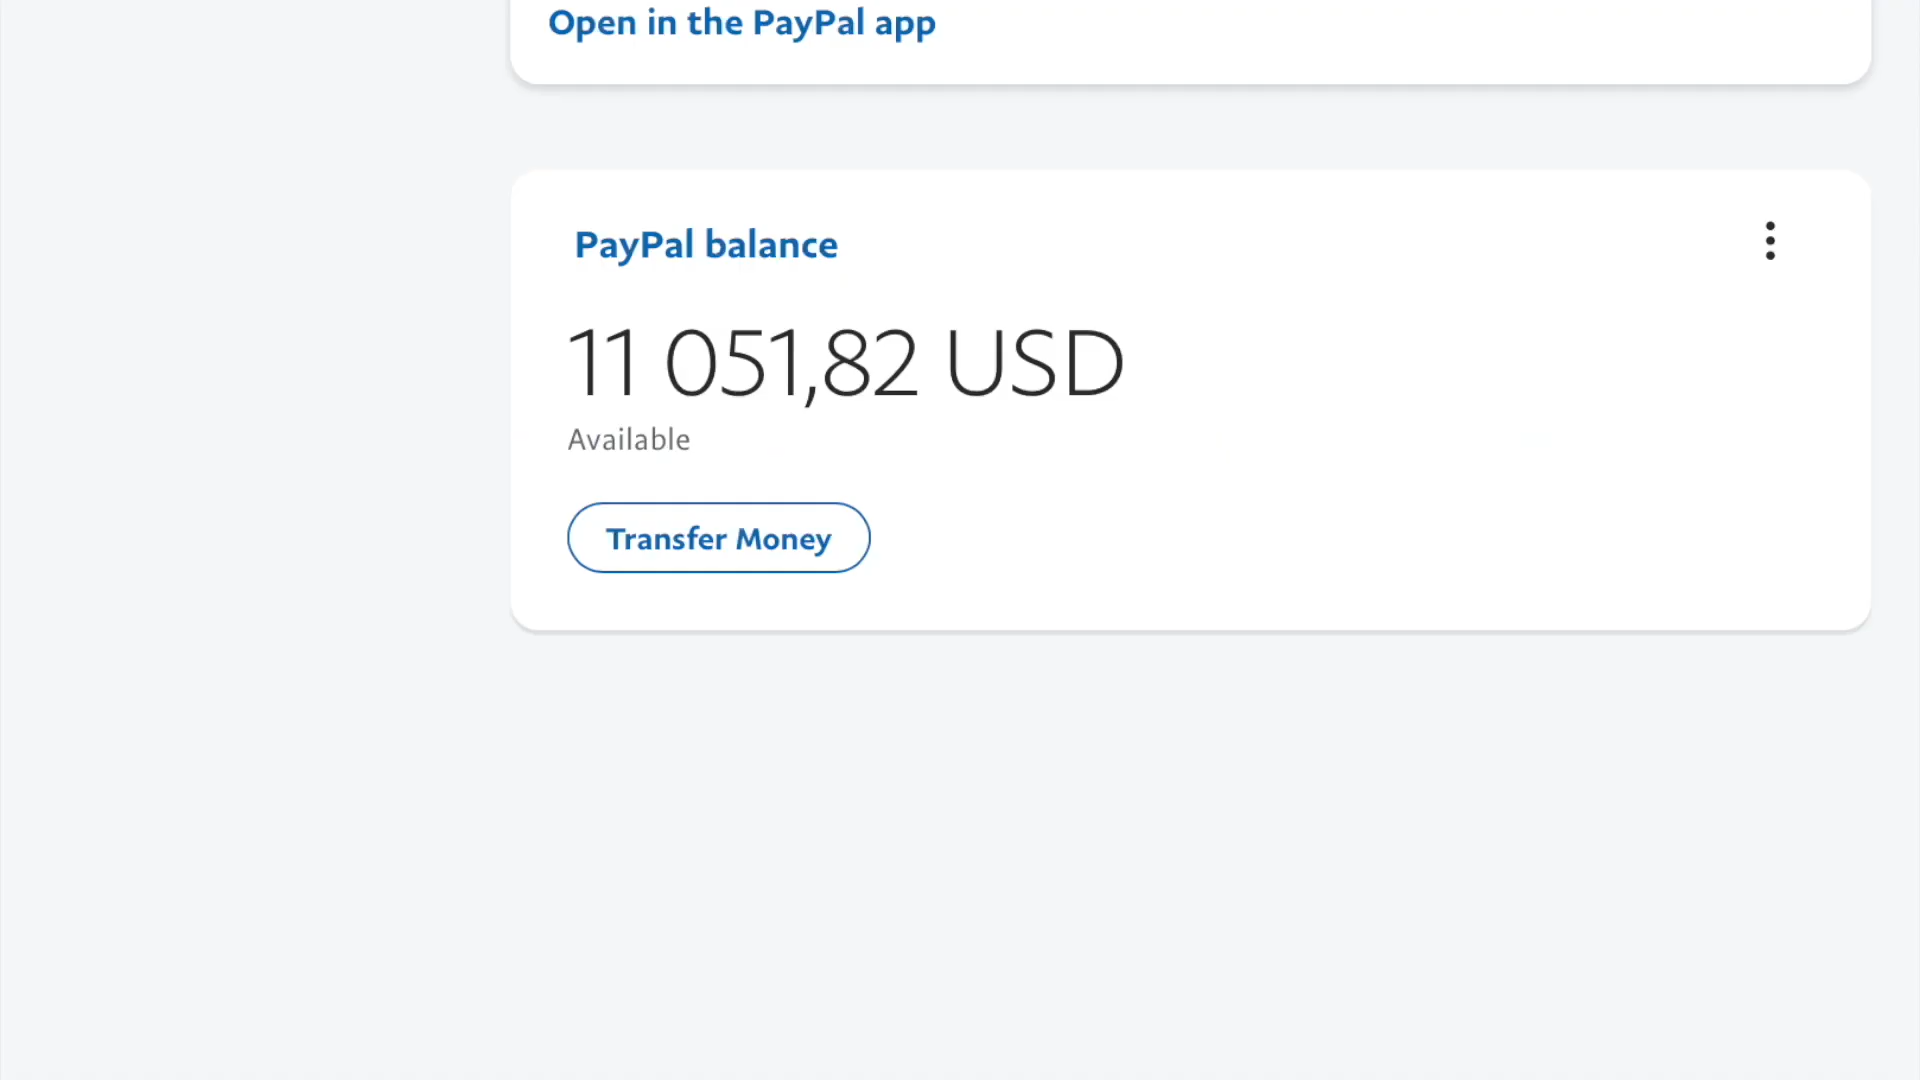 Open in the PayPal app
PayPal balance
11 051,82 USD
Available
Transfer Money